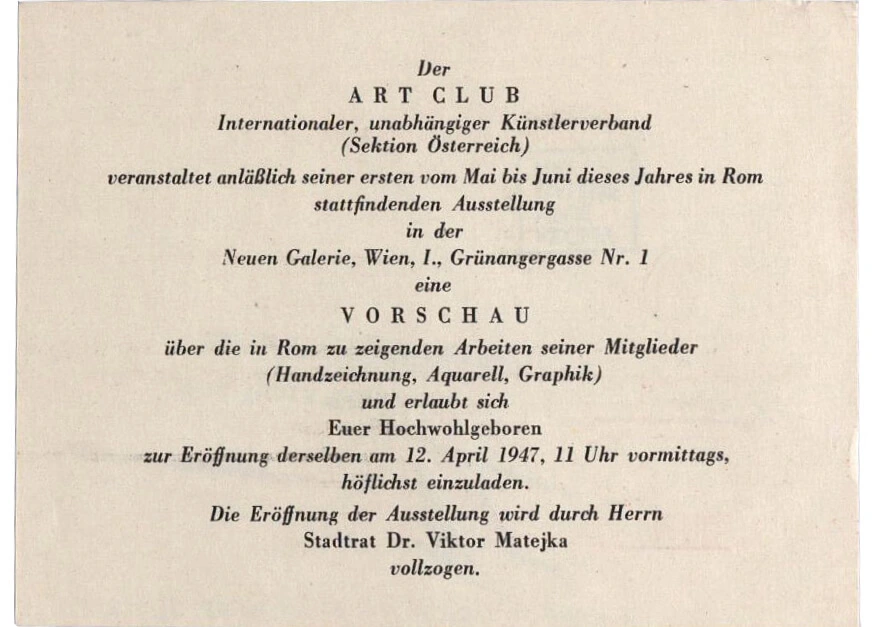 Der
ART CLUB
Internationaler, unabhängiger Künstlerverband
(Sektion Österreich)
veranstaltet anläßlich seiner ersten vom Mai bis Juni dieses Jahres in Rom
stattfindenden Ausstellung
in der
Neuen Galerie, Wien, I., Grünangergasse Nr. 1
eine
VORSCHAU
über die in Rom zu zeigenden Arbeiten seiner Mitglieder
(Handzeichnung, Aquarell, Graphik)
und erlaubt sich
Euer Hochwohlgeboren
zur Eröffnung derselben am 12. April 1947, 11 Uhr vormittags,
höflichst einzuladen.
Die Eröffnung der Ausstellung wird durch Herrn
Stadtrat Dr. Viktor Matejka
vollzogen.